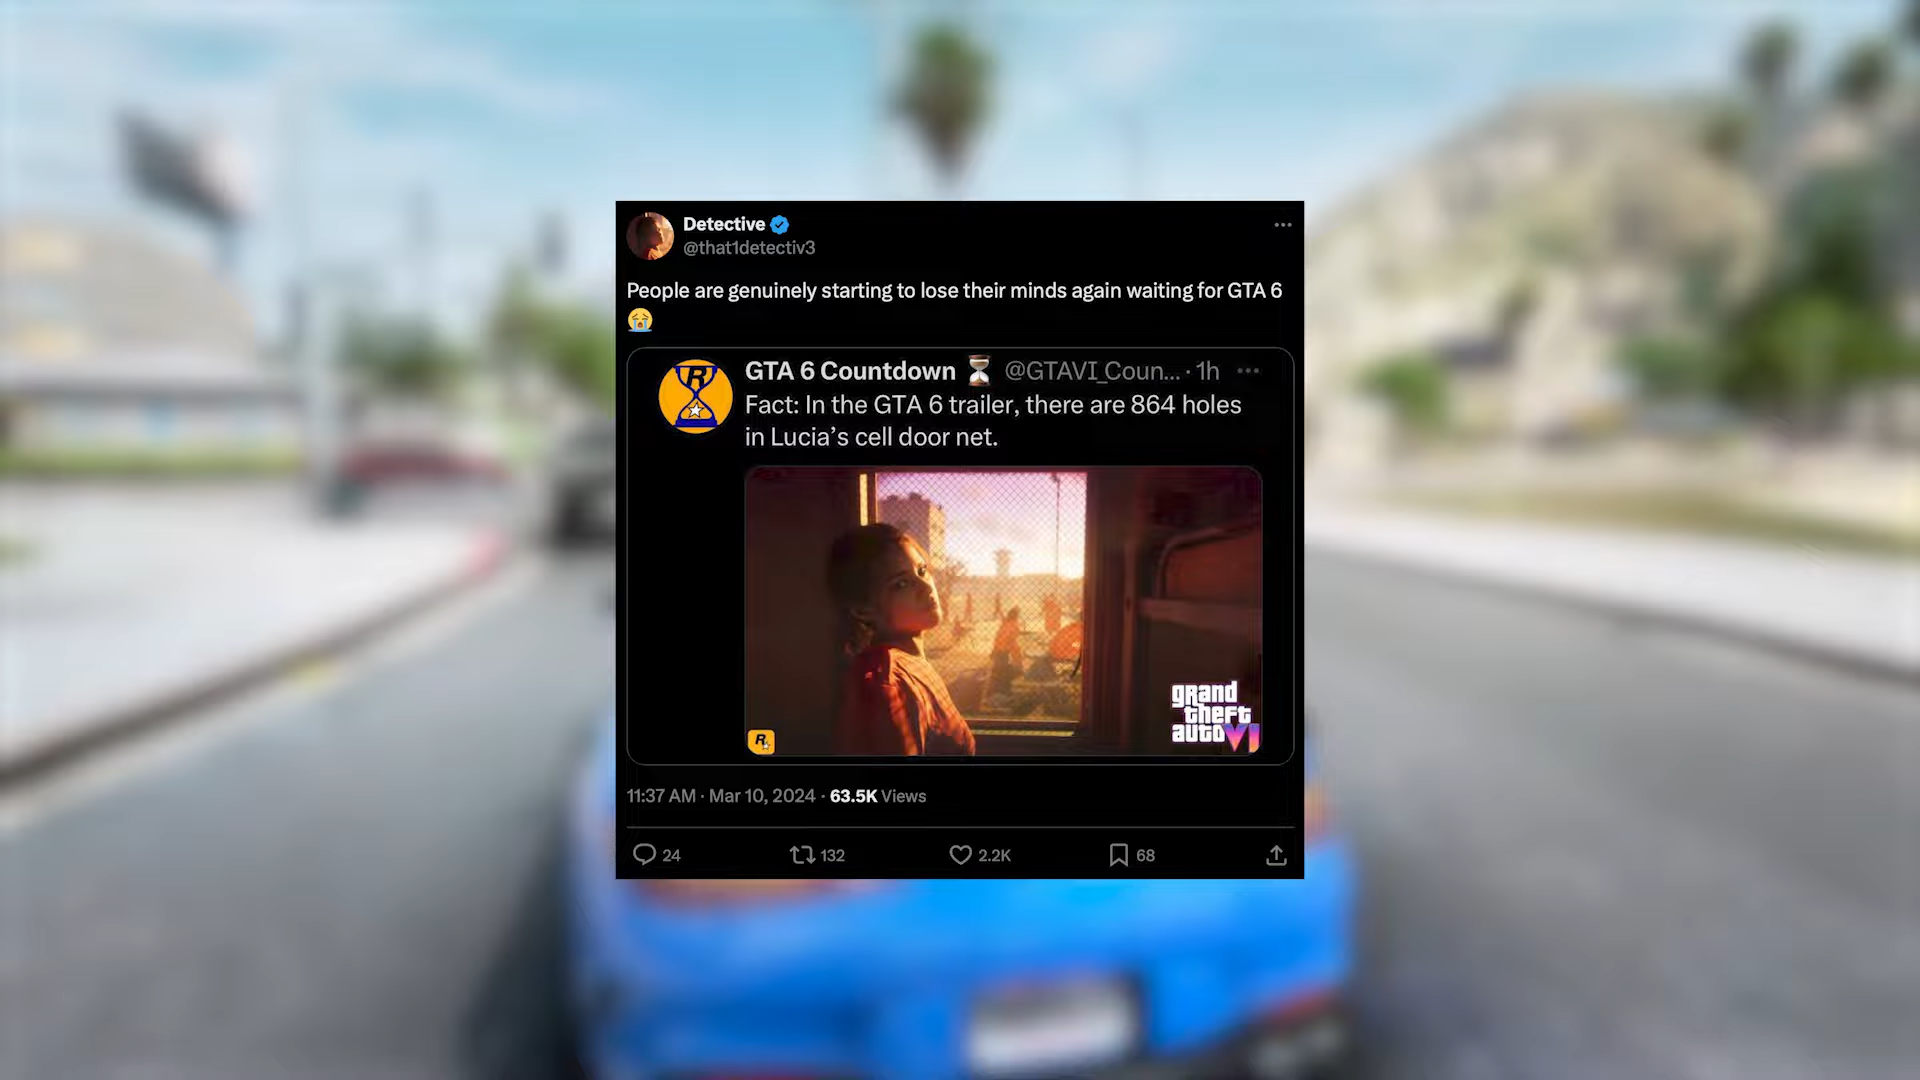 Detective
@that1detectiv3
People are genuinely starting to lose their minds again waiting for GTA 6
😭
GTA 6 Countdown ⏳ @GTAVI_Coun... · 1h
Fact: In the GTA 6 trailer, there are 864 holes
in Lucia’s cell door net.
grand
theft
auto VI
R
11:37 AM · Mar 10, 2024 · 63.5K Views
24 132 2.2K 68